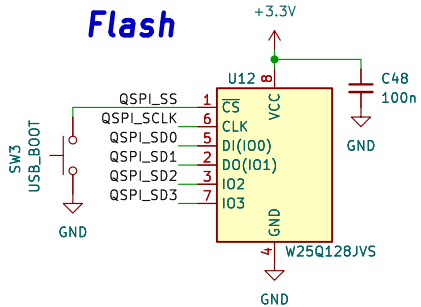 Flash
+3.3V
U12
8
VCC
C48
100n
GND
QSPI_SS 1 C̅S̅
QSPI_SCLK 6 CLK
QSPI_SD0 5 DI(IO0)
QSPI_SD1 2 DO(IO1)
QSPI_SD2 3 IO2
QSPI_SD3 7 IO3
SW3
USB_BOOT
GND
GND
4
W25Q128JVS
GND